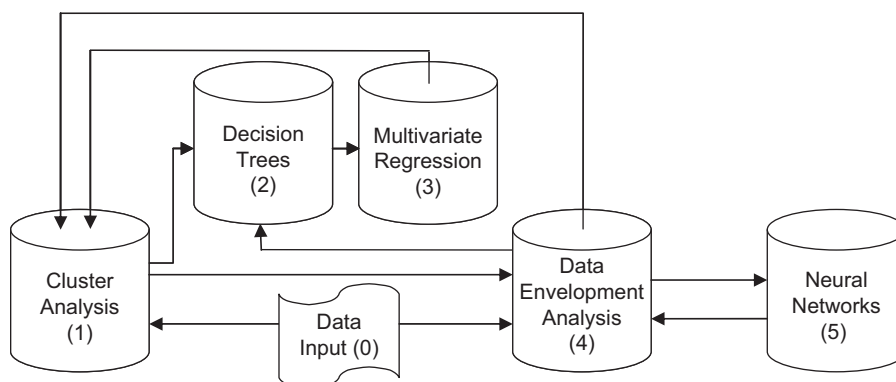 Decision
Trees
(2)
Multivariate
Regression
(3)
Cluster
Analysis
(1)
Data
Input (0)
Data
Envelopment
Analysis
(4)
Neural
Networks
(5)